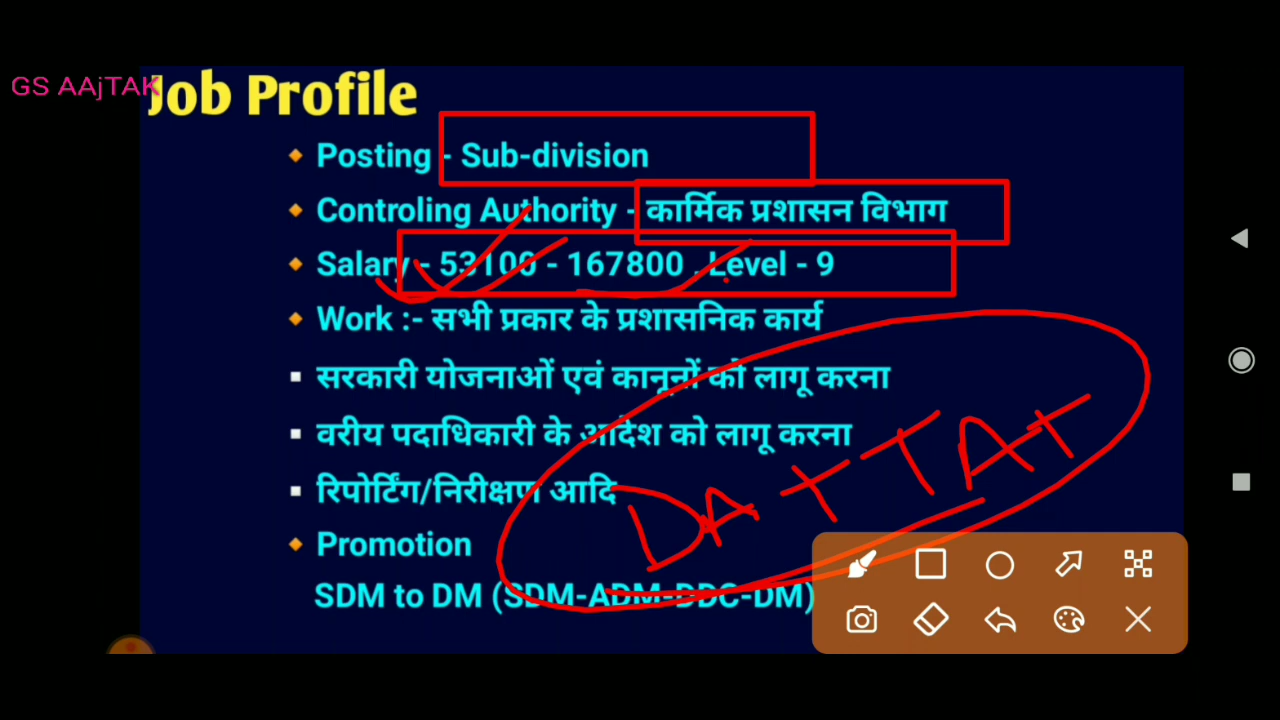 GS AAjTAK
Job Profile
Posting - Sub-division
Controling Authority - कार्मिक प्रशासन विभाग
Salary - 53100 - 167800 , Level - 9
Work :- सभी प्रकार के प्रशासनिक कार्य
सरकारी योजनाओं एवं कानूनों को लागू करना
वरीय पदाधिकारी के आदेश को लागू करना
रिपोर्टिंग/निरीक्षण आदि
DA + TA +
Promotion
SDM to DM (SDM-ADM-DDC-DM)